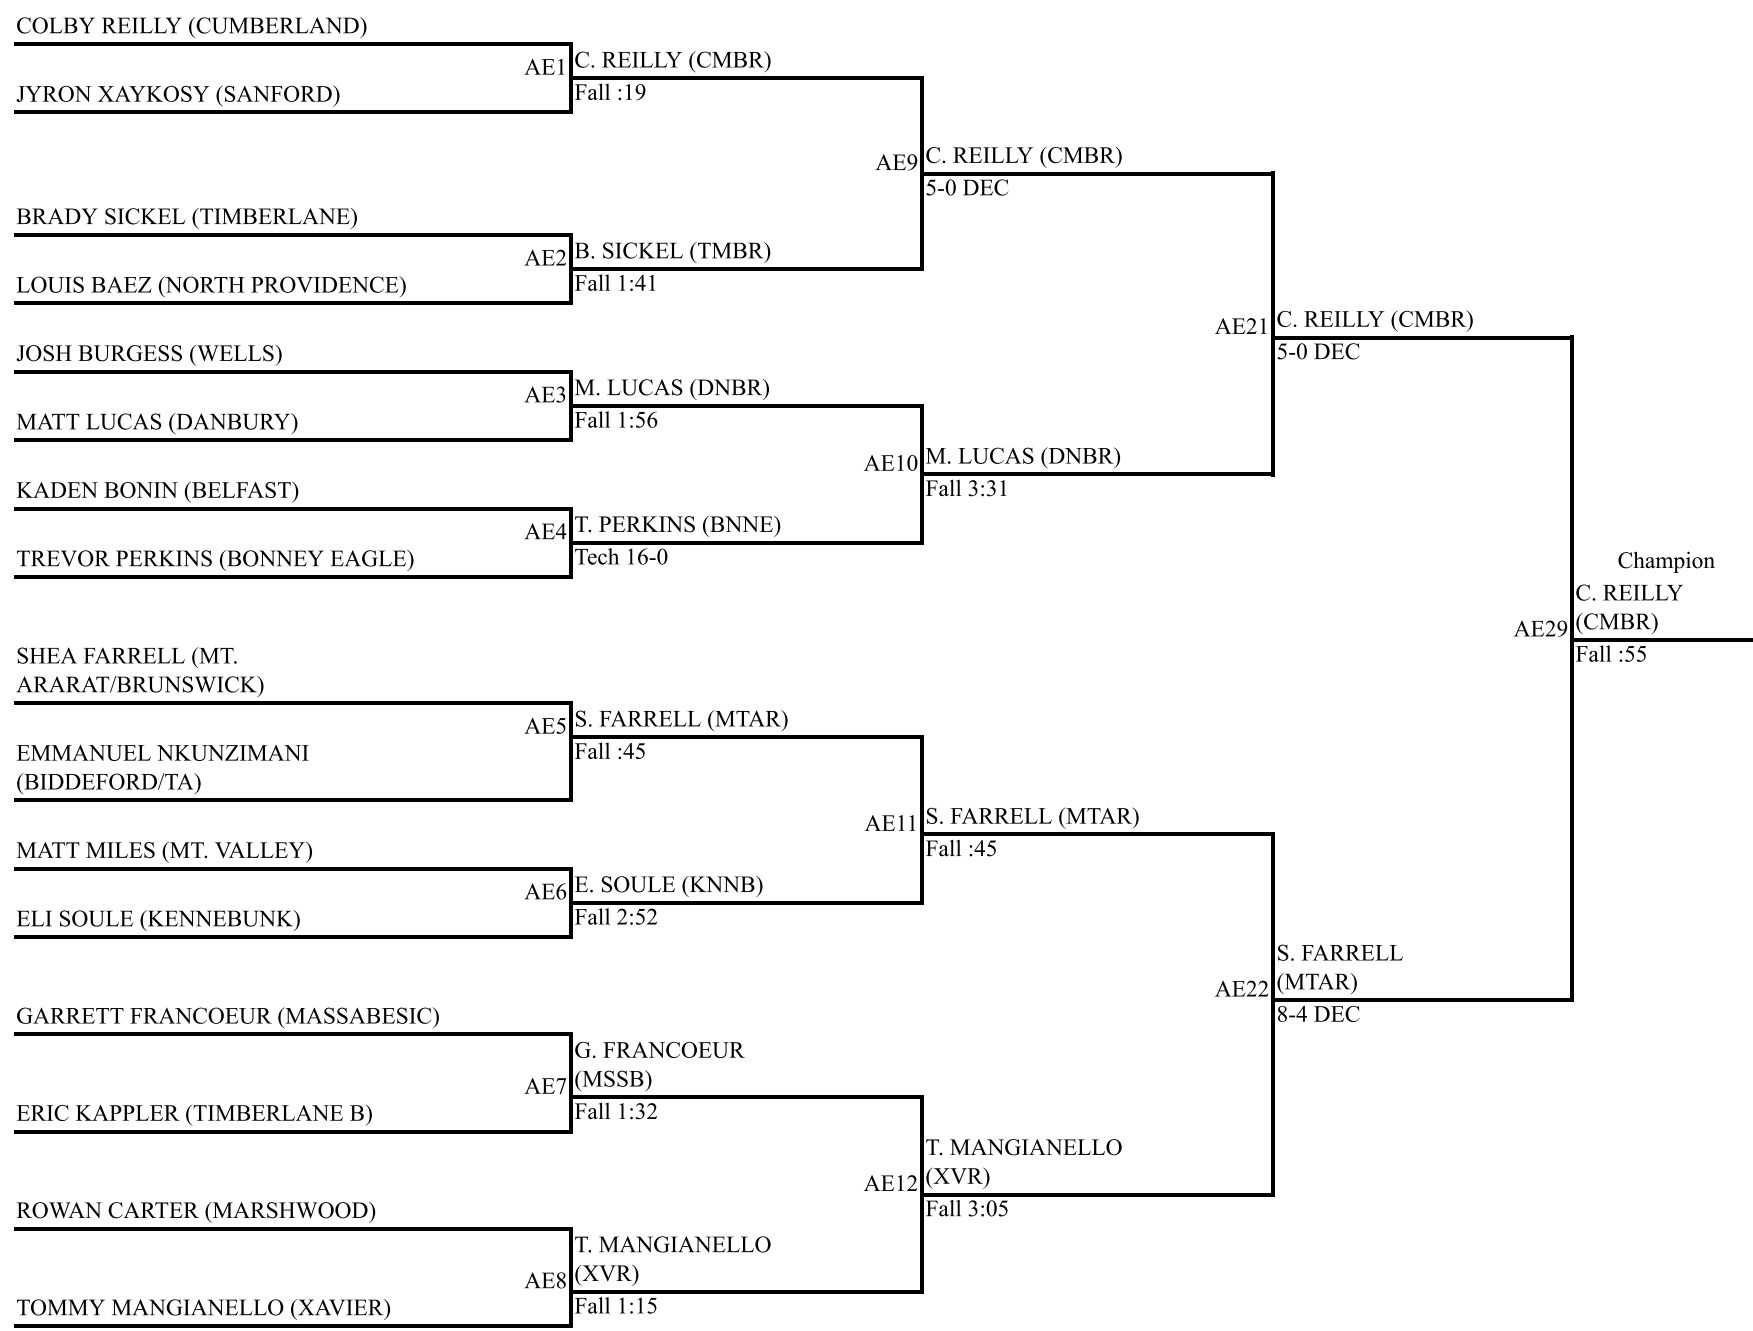 COLBY REILLY (CUMBERLAND)
AE1
C. REILLY (CMBR)
Fall :19
JYRON XAYKOSY (SANFORD)
AE9
C. REILLY (CMBR)
5-0 DEC
BRADY SICKEL (TIMBERLANE)
AE2
B. SICKEL (TMBR)
Fall 1:41
LOUIS BAEZ (NORTH PROVIDENCE)
AE21
C. REILLY (CMBR)
5-0 DEC
JOSH BURGESS (WELLS)
AE3
M. LUCAS (DNBR)
Fall 1:56
MATT LUCAS (DANBURY)
AE10
M. LUCAS (DNBR)
Fall 3:31
KADEN BONIN (BELFAST)
AE4
T. PERKINS (BNNE)
Tech 16-0
TREVOR PERKINS (BONNEY EAGLE)
Champion
AE29
C. REILLY
(CMBR)
Fall :55
SHEA FARRELL (MT.
ARARAT/BRUNSWICK)
AE5
S. FARRELL (MTAR)
Fall :45
EMMANUEL NKUNZIMANI
(BIDDEFORD/TA)
AE11
S. FARRELL (MTAR)
Fall :45
MATT MILES (MT. VALLEY)
AE6
E. SOULE (KNNB)
Fall 2:52
ELI SOULE (KENNEBUNK)
AE22
S. FARRELL
(MTAR)
8-4 DEC
GARRETT FRANCOEUR (MASSABESIC)
AE7
G. FRANCOEUR
(MSSB)
Fall 1:32
ERIC KAPPLER (TIMBERLANE B)
AE12
T. MANGIANELLO
(XVR)
Fall 3:05
ROWAN CARTER (MARSHWOOD)
AE8
T. MANGIANELLO
(XVR)
Fall 1:15
TOMMY MANGIANELLO (XAVIER)